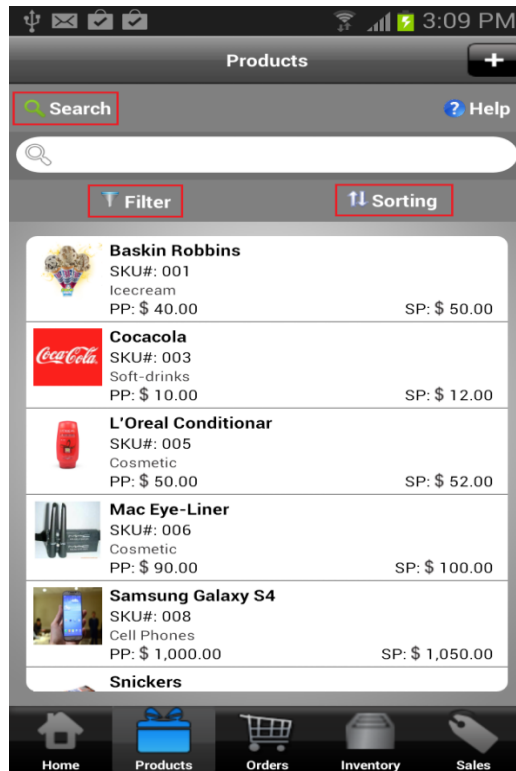 3:09 PM
Products
+
Search
Help
Filter
Sorting
Baskin Robbins
SKU#: 001
Icecream
PP: $ 40.00 SP: $ 50.00
Coca-Cola
Cocacola
SKU#: 003
Soft-drinks
PP: $ 10.00 SP: $ 12.00
L'Oreal Conditionar
SKU#: 005
Cosmetic
PP: $ 50.00 SP: $ 52.00
Mac Eye-Liner
SKU#: 006
Cosmetic
PP: $ 90.00 SP: $ 100.00
Samsung Galaxy S4
SKU#: 008
Cell Phones
PP: $ 1,000.00 SP: $ 1,050.00
Snickers
Home Products Orders Inventory Sales